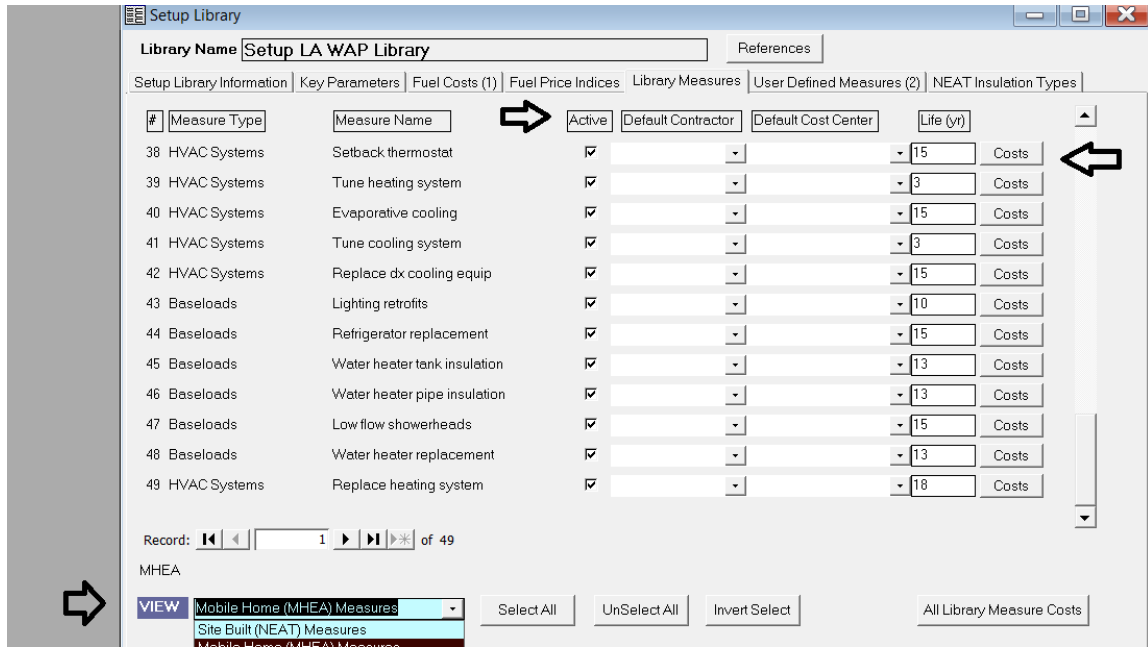 Setup Library
Library Name Setup LA WAP Library References
Setup Library Information Key Parameters Fuel Costs (1) Fuel Price Indices Library Measures User Defined Measures (2) NEAT Insulation Types
# Measure Type Measure Name Active Default Contractor Default Cost Center Life (yr)
38 HVAC Systems Setback thermostat 15 Costs
39 HVAC Systems Tune heating system 3 Costs
40 HVAC Systems Evaporative cooling 15 Costs
41 HVAC Systems Tune cooling system 3 Costs
42 HVAC Systems Replace dx cooling equip 15 Costs
43 Baseloads Lighting retrofits 10 Costs
44 Baseloads Refrigerator replacement 15 Costs
45 Baseloads Water heater tank insulation 13 Costs
46 Baseloads Water heater pipe insulation 13 Costs
47 Baseloads Low flow showerheads 15 Costs
48 Baseloads Water heater replacement 13 Costs
49 HVAC Systems Replace heating system 18 Costs
Record: 1 of 49
MHEA
VIEW Mobile Home (MHEA) Measures Select All UnSelect All Invert Select All Library Measure Costs
Site Built (NEAT) Measures
Mobile Home (MHEA) Measures